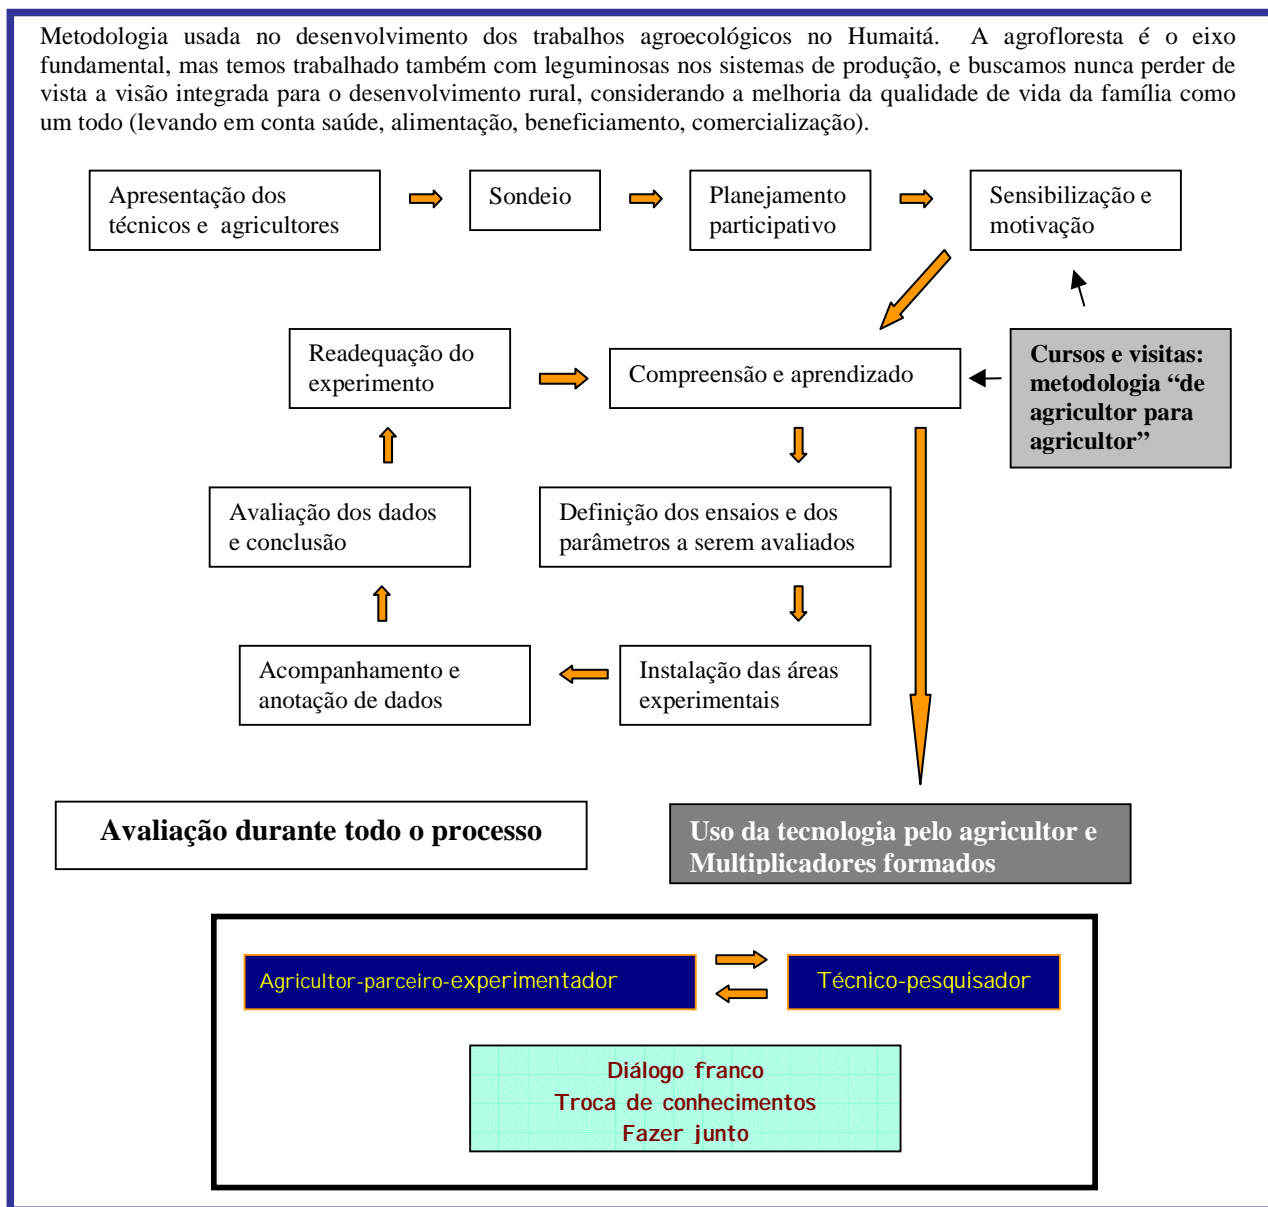 Metodologia usada no desenvolvimento dos trabalhos agroecológicos no Humaitá. A agrofloresta é o eixo
fundamental, mas temos trabalhado também com leguminosas nos sistemas de produção, e buscamos nunca perder de
vista a visão integrada para o desenvolvimento rural, considerando a melhoria da qualidade de vida da família como
um todo (levando em conta saúde, alimentação, beneficiamento, comercialização).
Apresentação dos
técnicos e agricultores
Sondeio
Planejamento
participativo
Sensibilização e
motivação
Readequação do
experimento
Compreensão e aprendizado
Cursos e visitas:
metodologia “de
agricultor para
agricultor”
Avaliação dos dados
e conclusão
Definição dos ensaios e dos
parâmetros a serem avaliados
Acompanhamento e
anotação de dados
Instalação das áreas
experimentais
Avaliação durante todo o processo
Uso da tecnologia pelo agricultor e
Multiplicadores formados
Agricultor-parceiro-experimentador
Técnico-pesquisador
Diálogo franco
Troca de conhecimentos
Fazer junto